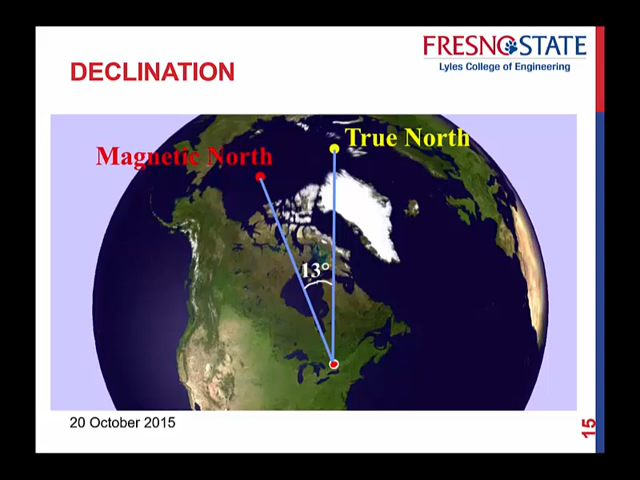 FRESNO STATE
Lyles College of Engineering
DECLINATION
True North
Magnetic North
13°
20 October 2015
15